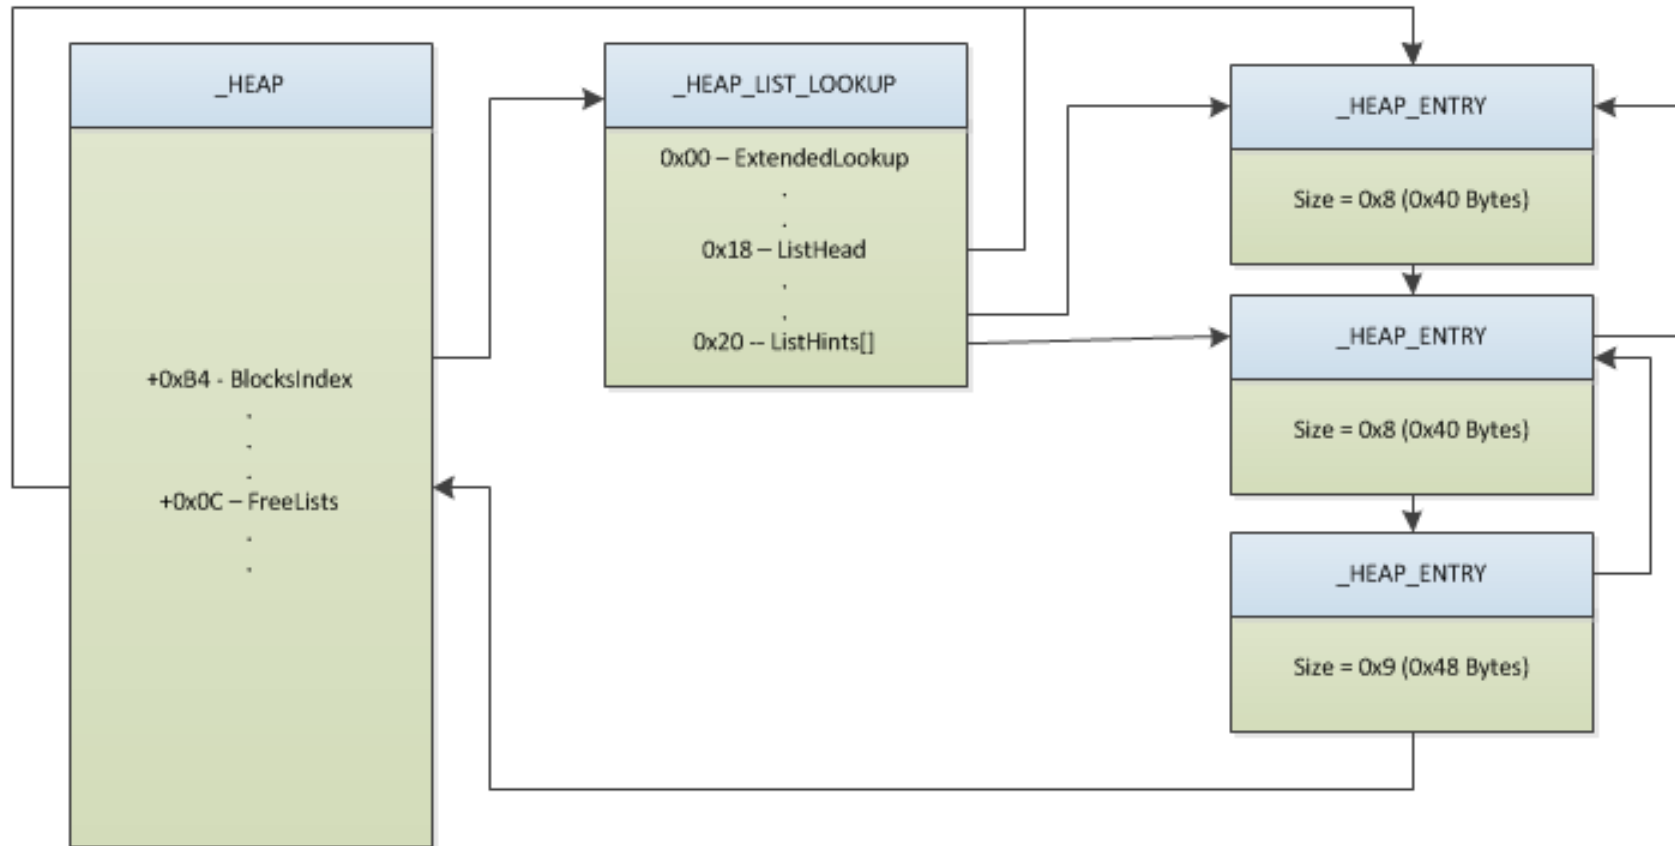 _HEAP
+0xB4 - BlocksIndex
.
.
.
+0x0C – FreeLists
.
.
_HEAP_LIST_LOOKUP
0x00 – ExtendedLookup
.
.
0x18 – ListHead
.
.
0x20 -- ListHints[]
_HEAP_ENTRY
Size = 0x8 (0x40 Bytes)
_HEAP_ENTRY
Size = 0x8 (0x40 Bytes)
_HEAP_ENTRY
Size = 0x9 (0x48 Bytes)